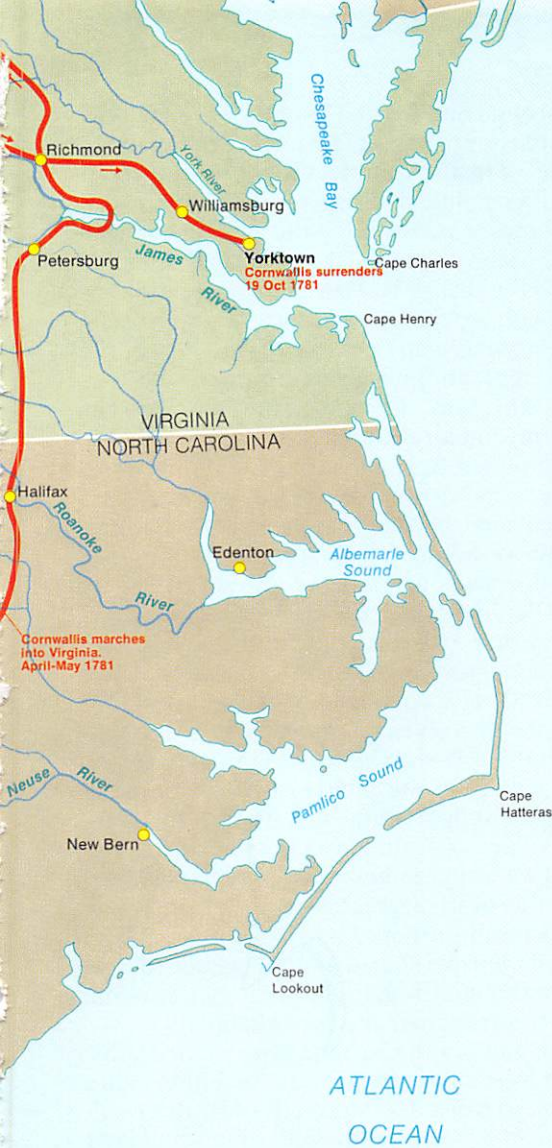 Chesapeake Bay
Richmond
York River
Williamsburg
Yorktown
Cornwallis surrenders
19 Oct 1781
Petersburg
James
River
Cape Charles
Cape Henry
VIRGINIA
NORTH CAROLINA
Halifax
Roanoke
River
Edenton
Albemarle
Sound
Cornwallis marches
into Virginia.
April-May 1781
Neuse River
Pamlico Sound
Cape
Hatteras
New Bern
Cape
Lookout
ATLANTIC
OCEAN